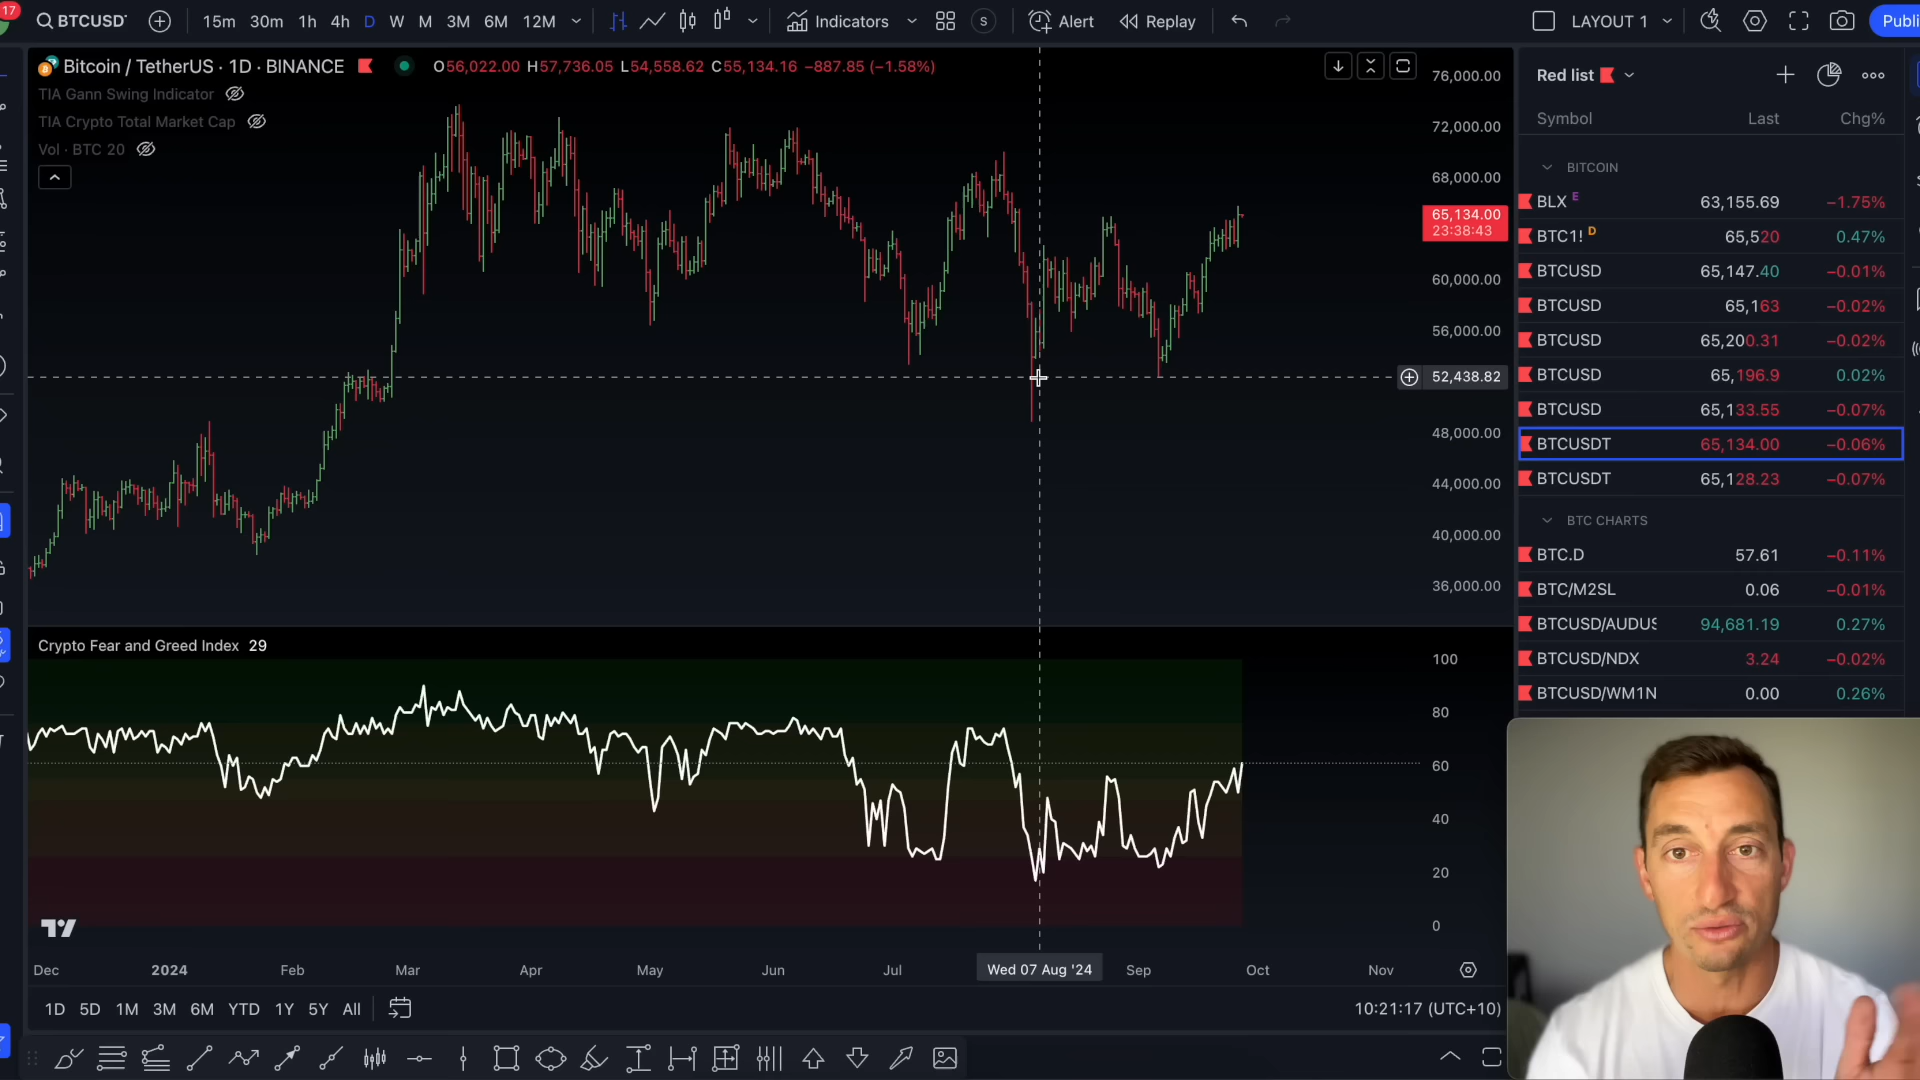 17
BTCUSDT
15m 30m 1h 4h D W M 3M 6M 12M
Indicators
S
Alert
Replay
LAYOUT 1
Bitcoin / TetherUS · 1D · BINANCE
O56,022.00 H57,736.05 L54,558.62 C55,134.16 −887.85 (−1.58%)
TIA Gann Swing Indicator
TIA Crypto Total Market Cap
Vol · BTC 20
76,000.00
72,000.00
68,000.00
65,134.00
23:38:43
60,000.00
56,000.00
52,438.82
48,000.00
44,000.00
40,000.00
36,000.00
Crypto Fear and Greed Index 29
100
80
60
40
20
0
Dec 2024 Feb Mar Apr May Jun Jul Wed 07 Aug '24 Sep Oct Nov
1D 5D 1M 3M 6M YTD 1Y 5Y All
10:21:17 (UTC+10)
Red list
Symbol Last Chg%
BITCOIN
BLX E 63,155.69 −1.75%
BTC1! D 65,520 0.47%
BTCUSD 65,147.40 −0.01%
BTCUSD 65,163 −0.02%
BTCUSD 65,200.31 −0.02%
BTCUSD 65,196.9 0.02%
BTCUSD 65,133.55 −0.07%
BTCUSDT 65,134.00 −0.06%
BTCUSDT 65,128.23 −0.07%
BTC CHARTS
BTC.D 57.61 −0.11%
BTC/M2SL 0.06 −0.01%
BTCUSD/AUDUS 94,681.19 0.27%
BTCUSD/NDX 3.24 −0.02%
BTCUSD/WM1N 0.00 0.26%